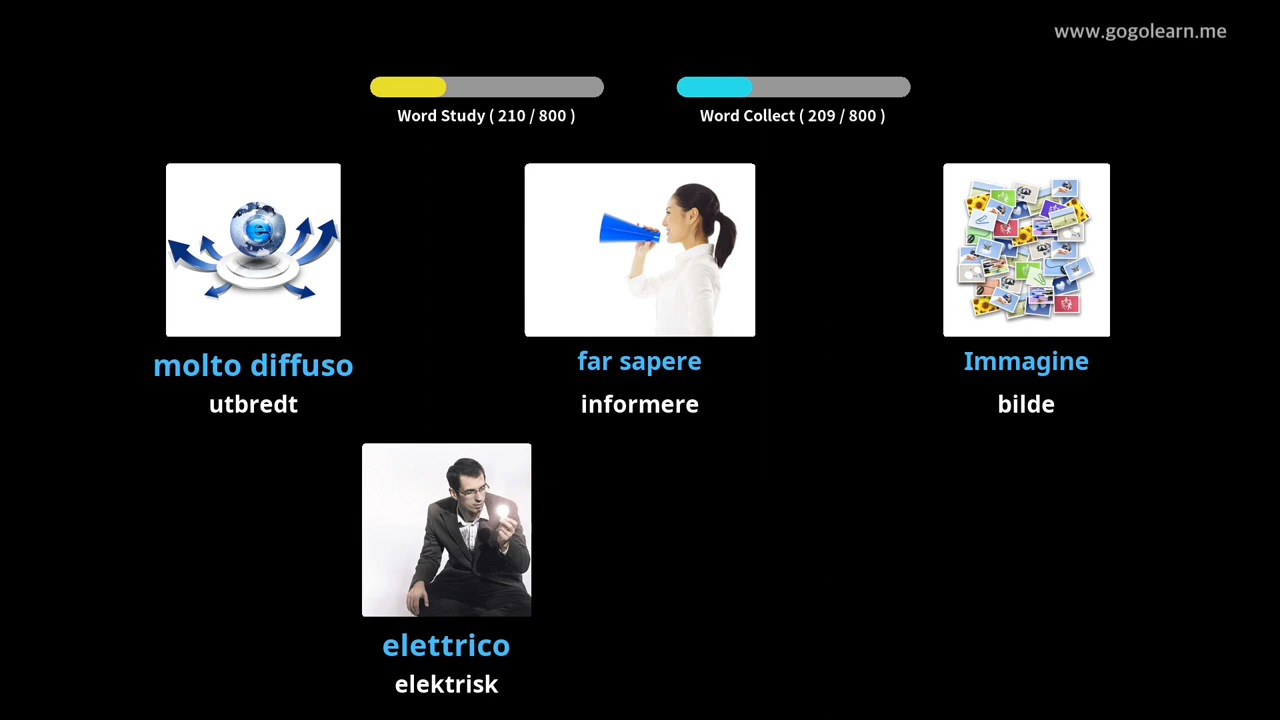 www.gogolearn.me
Word Study ( 210 / 800 )
Word Collect ( 209 / 800 )
molto diffuso
utbredt
far sapere
informere
Immagine
bilde
elettrico
elektrisk